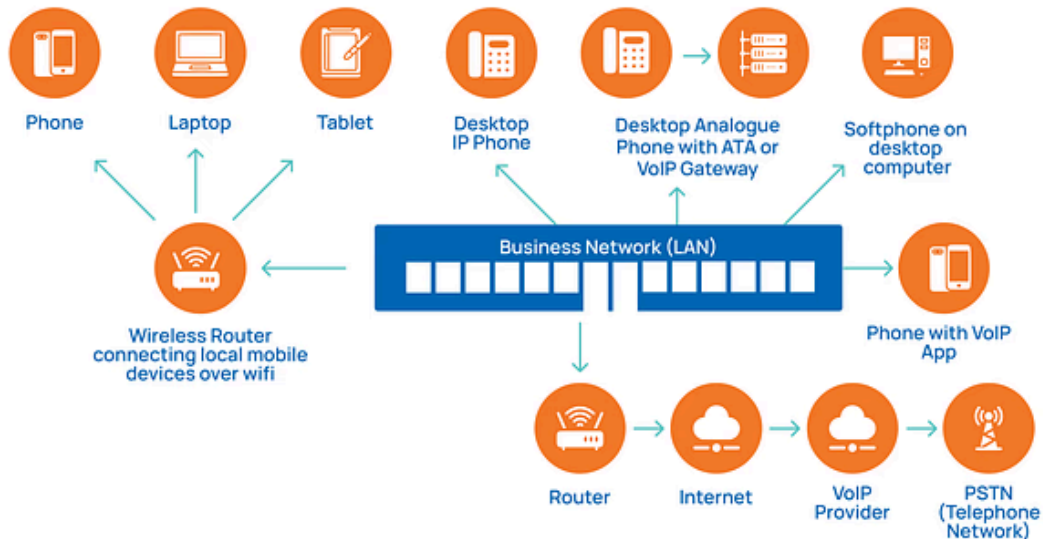 Phone
Laptop
Tablet
Desktop
IP Phone
Desktop Analogue
Phone with ATA or
VoIP Gateway
Softphone on
desktop
computer
Business Network (LAN)
Wireless Router
connecting local mobile
devices over wifi
Phone with VoIP
App
Router
Internet
VoIP
Provider
PSTN
(Telephone
Network)